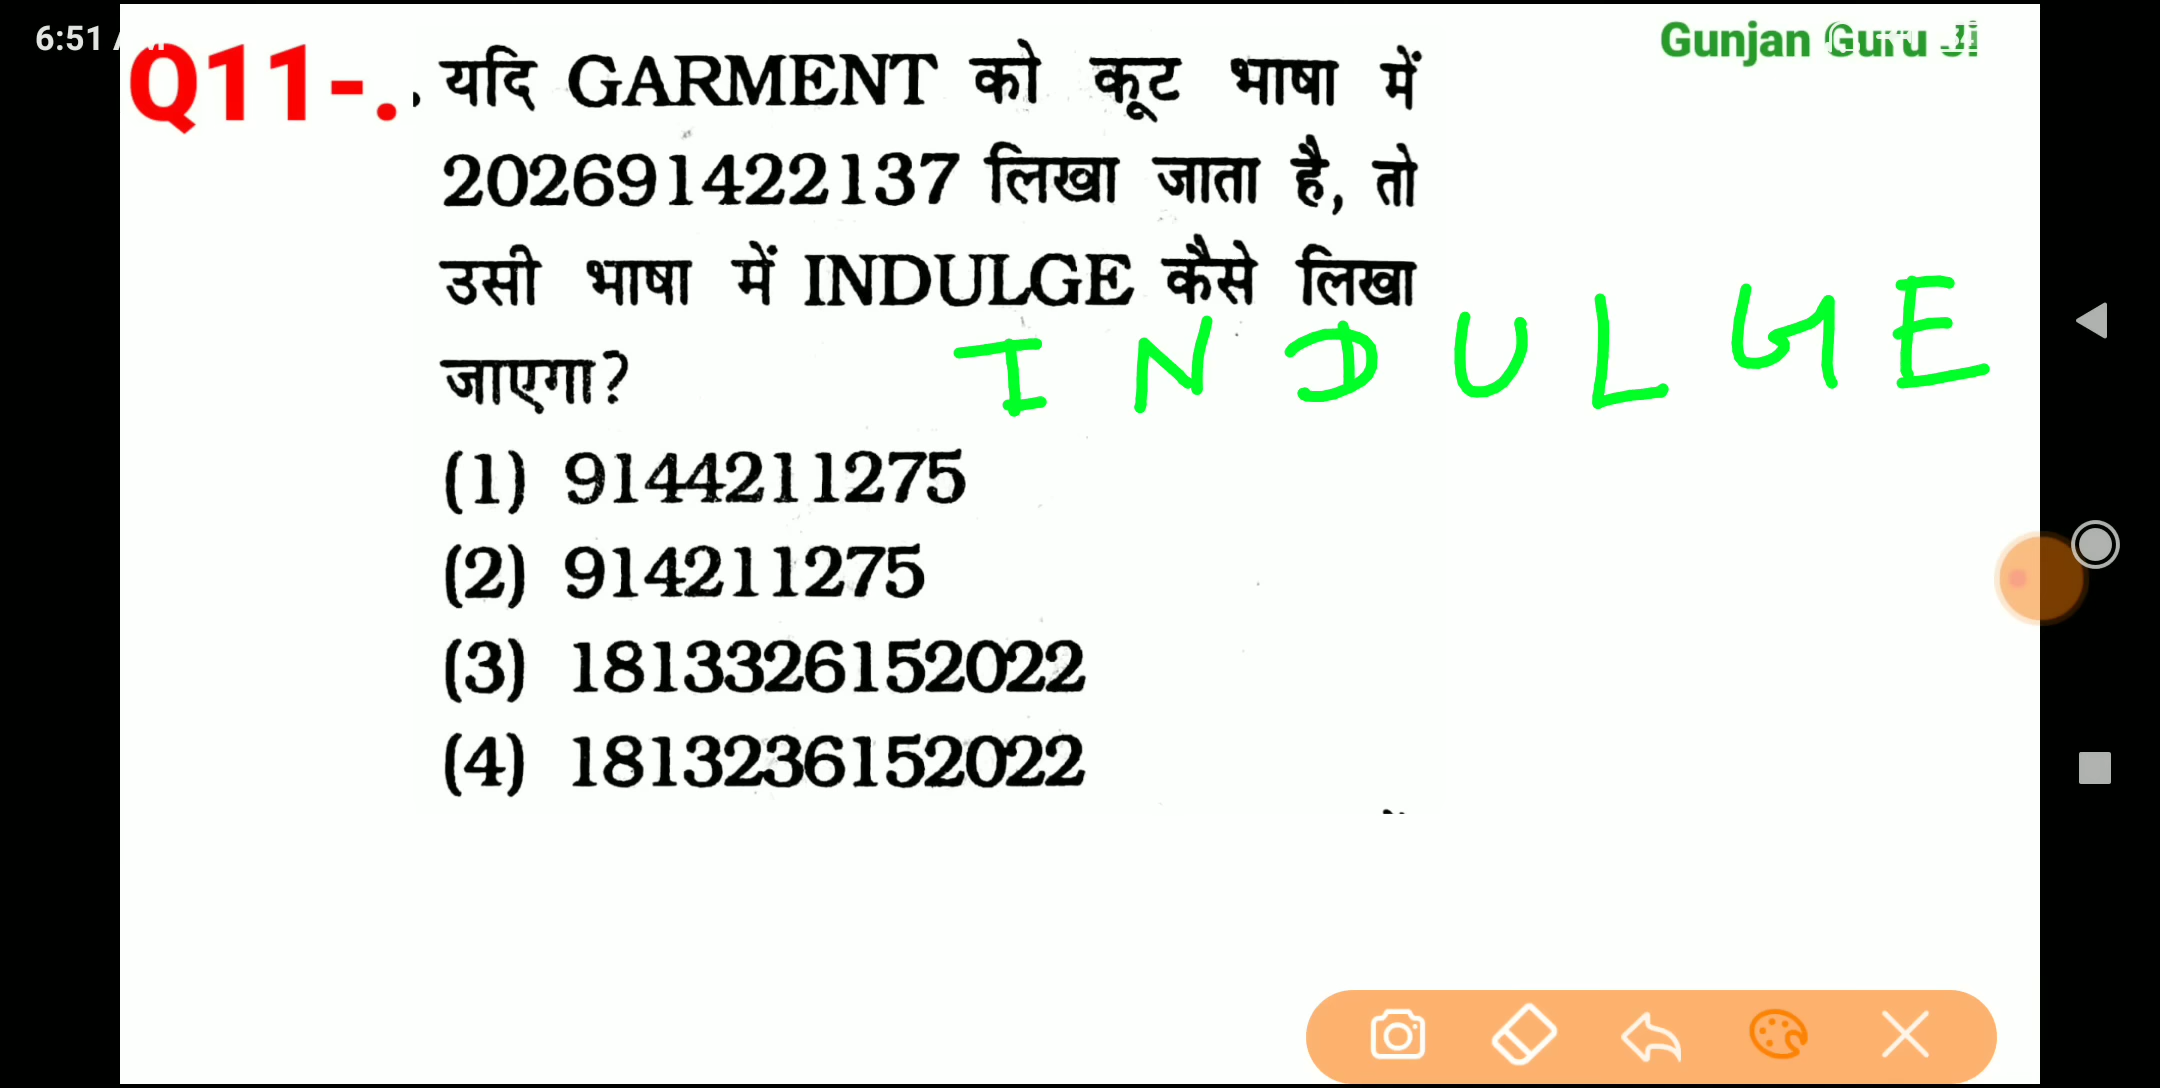 6:51 AM
Gunjan Guru Ji
Q11-. यदि GARMENT को कूट भाषा में
202691422137 लिखा जाता है, तो
उसी भाषा में INDULGE कैसे लिखा
जाएगा?
I N D U L G E
(1) 9144211275
(2) 914211275
(3) 1813326152022
(4) 1813236152022